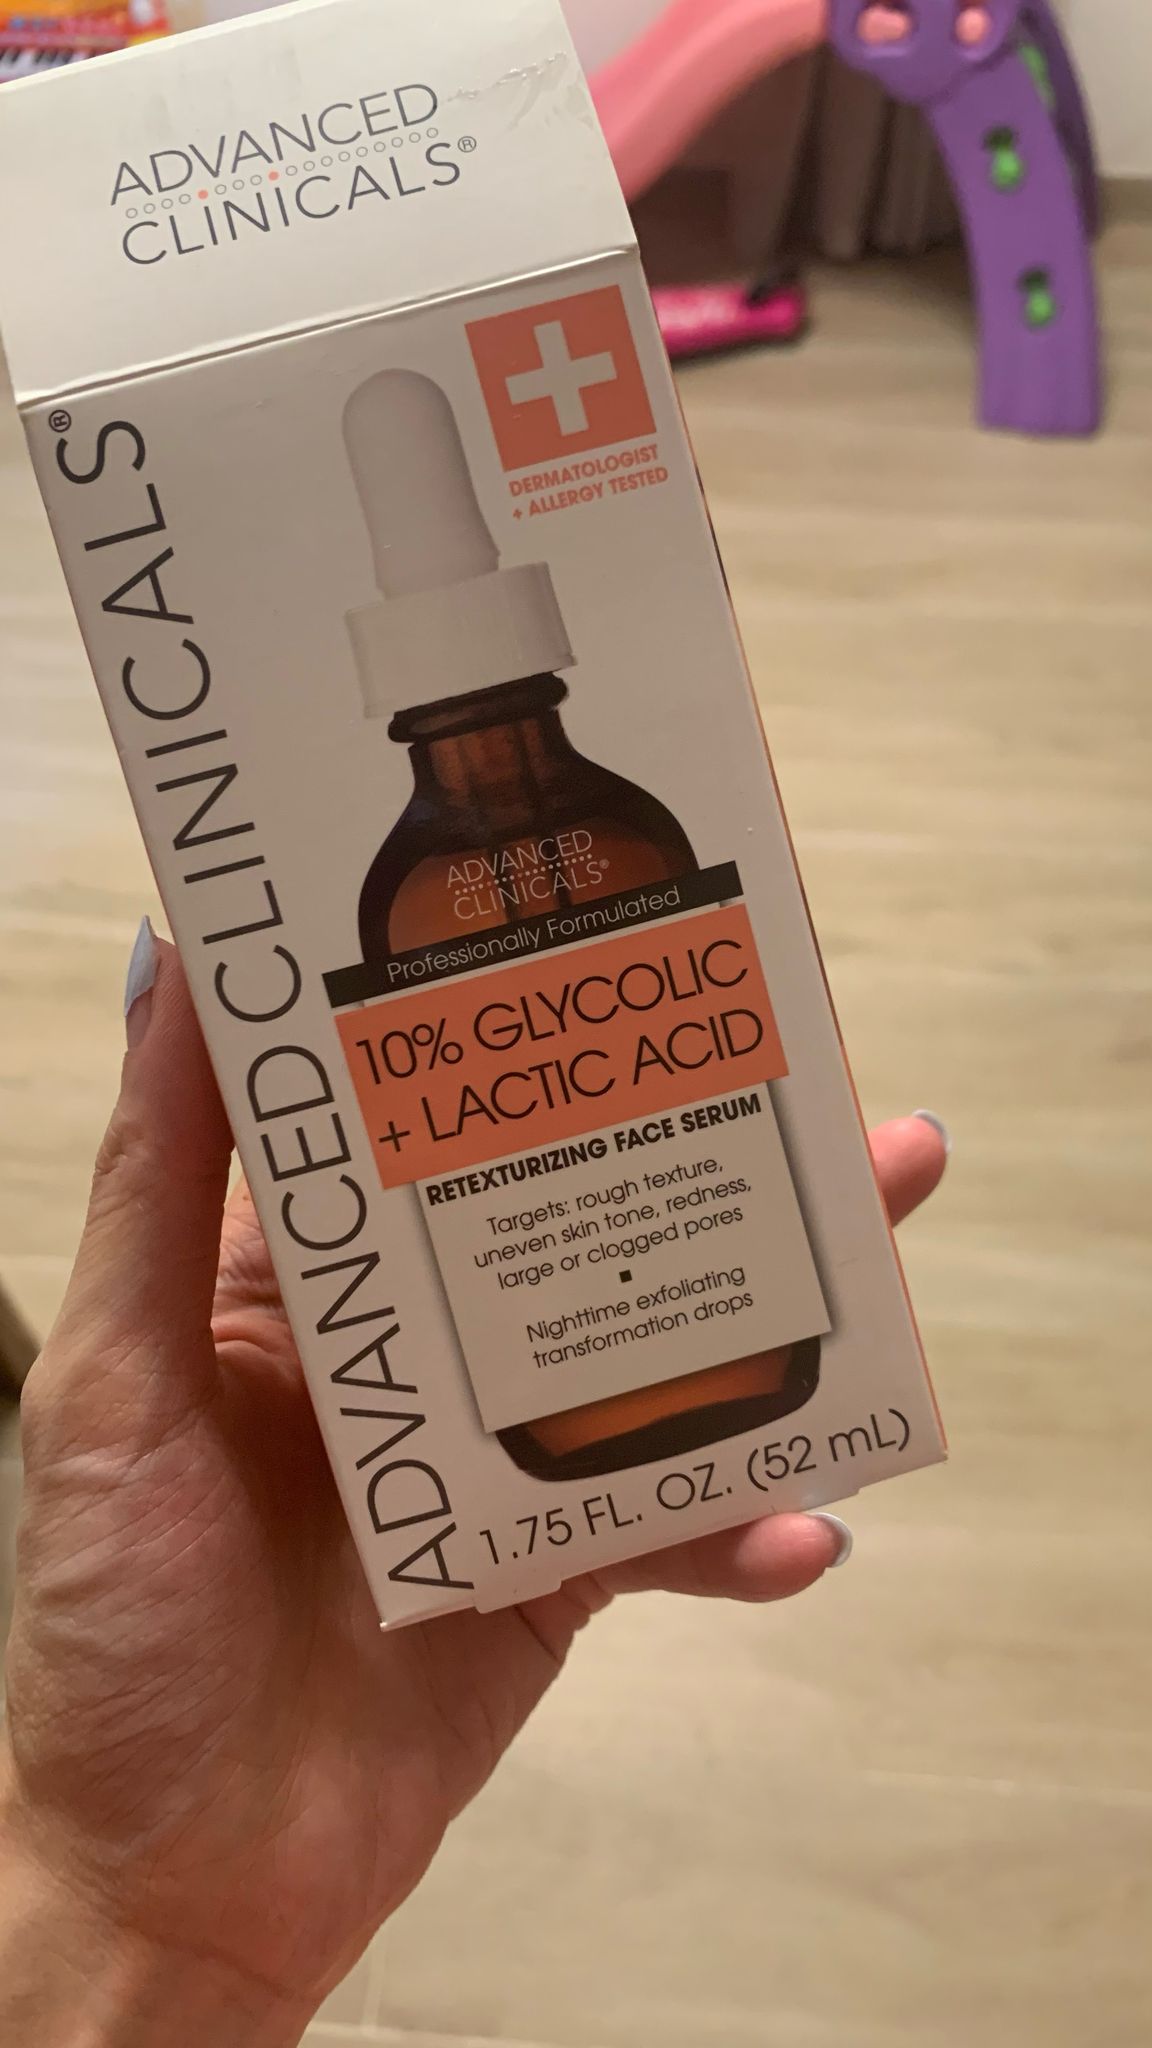 ADVANCED
CLINICALS®
ADVANCED CLINICALS®
DERMATOLOGIST
+ ALLERGY TESTED
ADVANCED
CLINICALS®
Professionally Formulated
10% GLYCOLIC
+ LACTIC ACID
RETEXTURIZING FACE SERUM
Targets: rough texture,
uneven skin tone, redness,
large or clogged pores
Nighttime exfoliating
transformation drops
1.75 FL. OZ. (52 mL)